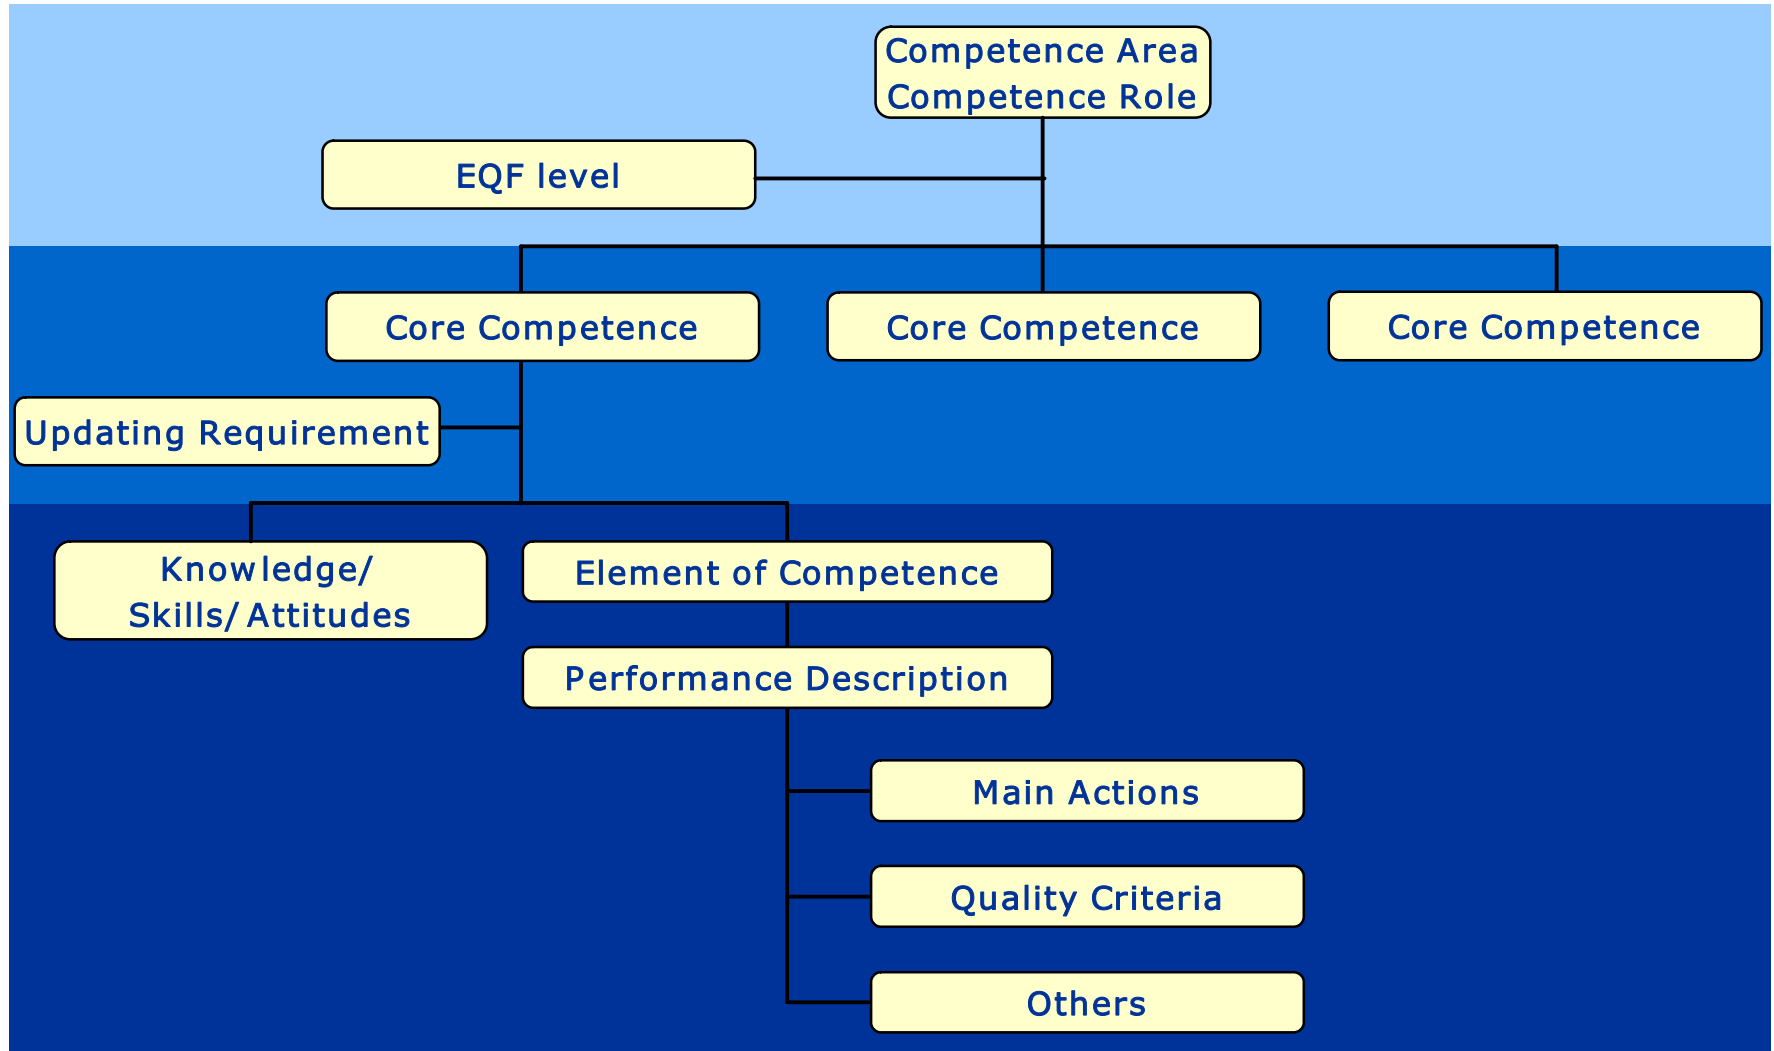 Competence Area
Competence Role
EQF level
Core Competence
Core Competence
Core Competence
Updating Requirement
Knowledge/
Skills/Attitudes
Element of Competence
Performance Description
Main Actions
Quality Criteria
Others